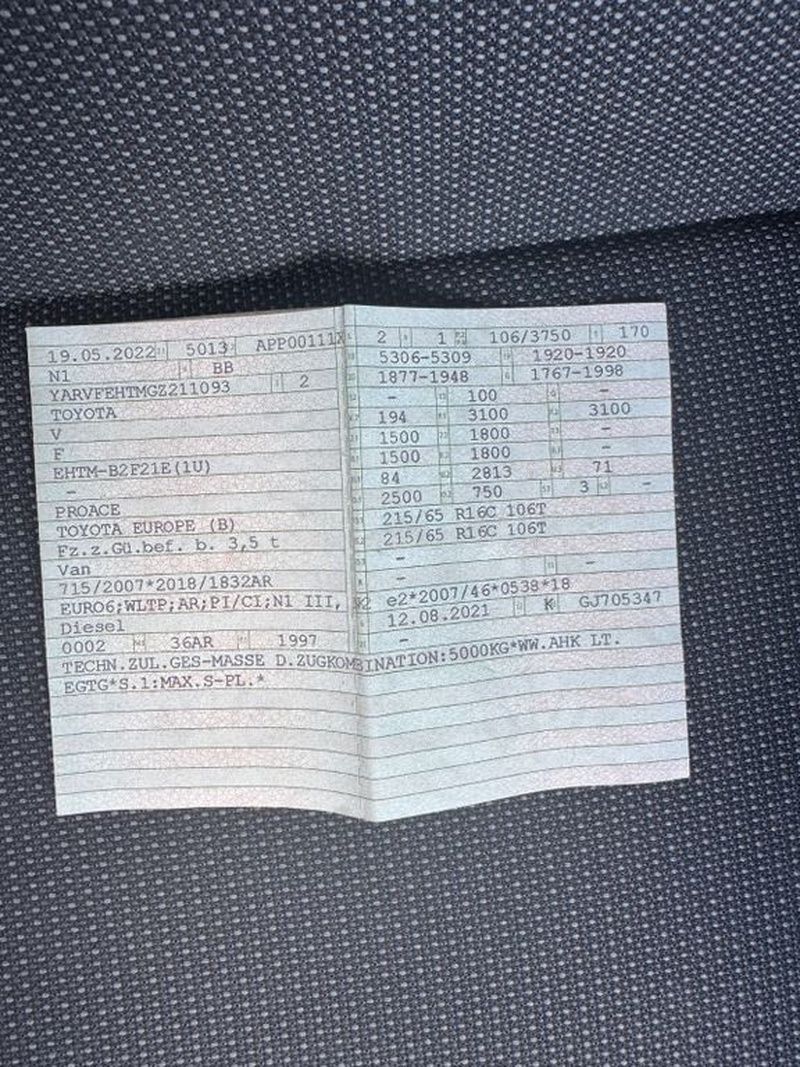 19.05.2022 5013 APP00111X
N1 BB
YARVFEHTMGZ211093 2
TOYOTA
V
F
EHTM-B2F21E(1U)
-
PROACE
TOYOTA EUROPE (B)
Fz.z.Gü.bef. b. 3,5 t
Van
715/2007*2018/1832AR
EURO6;WLTP;AR;PI/CI;N1 III,
Diesel
0002 36AR 1997
2 1 106/3750 170
5306-5309 1920-1920
1877-1948 1767-1998
- 100 -
194 3100 3100
1500 1800 -
1500 1800 -
84 2813 71
2500 750 3 -
215/65 R16C 106T
215/65 R16C 106T
-
- -
e2*2007/46*0538*18
12.08.2021 K GJ705347
-
TECHN.ZUL.GES-MASSE D.ZUGKOMBINATION:5000KG*WW.AHK LT.
EGTG*S.1:MAX.S-PL.*